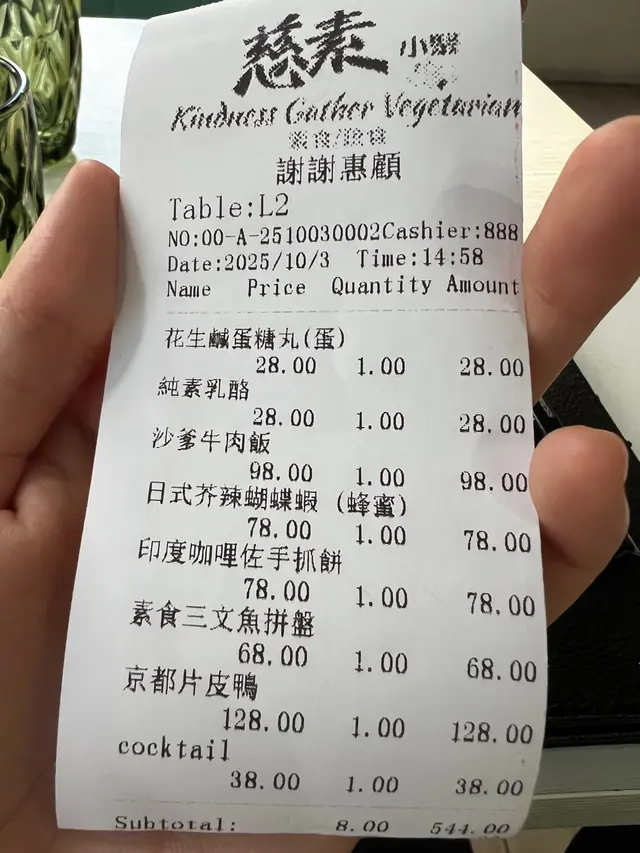 慈素
小聚
Kindness Gather Vegetarian
素食/蔬食
謝謝惠顧
Table:L2
NO:00-A-2510030002Cashier:888
Date:2025/10/3 Time:14:58
Name Price Quantity Amount
花生鹹蛋糖丸(蛋)
28.00 1.00 28.00
純素乳酪
28.00 1.00 28.00
沙爹牛肉飯
98.00 1.00 98.00
日式芥辣蝴蝶蝦 (蜂蜜)
78.00 1.00 78.00
印度咖哩佐手抓餅
78.00 1.00 78.00
素食三文魚拼盤
68.00 1.00 68.00
京都片皮鴨
128.00 1.00 128.00
cocktail
38.00 1.00 38.00
Subtotal: 8.00 544.00